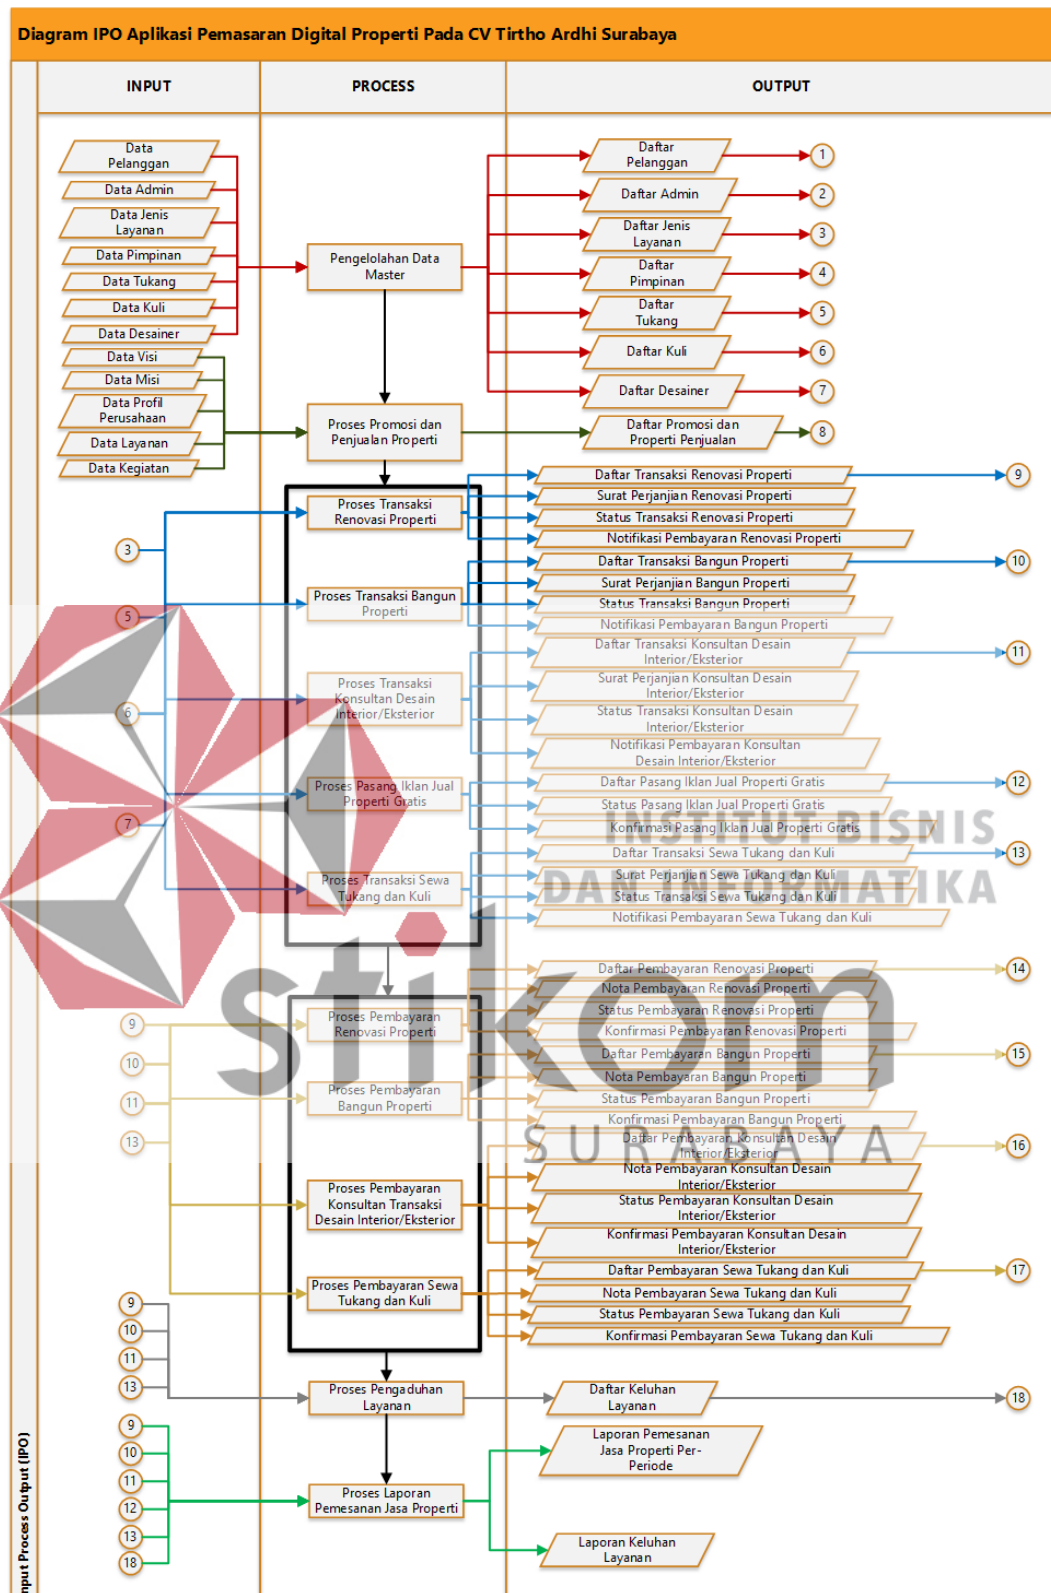 Diagram IPO Aplikasi Pemasaran Digital Properti Pada CV Tirtho Ardhi Surabaya
INPUT
PROCESS
OUTPUT
Data
Pelanggan
Data Admin
Data Jenis
Layanan
Data Pimpinan
Data Tukang
Data Kuli
Data Desainer
Data Visi
Data Misi
Data Profil
Perusahaan
Data Layanan
Data Kegiatan
Pengelolahan Data
Master
Proses Promosi dan
Penjualan Properti
Daftar
Pelanggan
1
Daftar Admin
2
Daftar Jenis
Layanan
3
Daftar
Pimpinan
4
Daftar
Tukang
5
Daftar Kuli
6
Daftar Desainer
7
Daftar Promosi dan
Properti Penjualan
8
3
5
6
7
Proses Transaksi
Renovasi Properti
Daftar Transaksi Renovasi Properti
9
Surat Perjanjian Renovasi Properti
Status Transaksi Renovasi Properti
Notifikasi Pembayaran Renovasi Properti
Proses Transaksi Bangun
Properti
Daftar Transaksi Bangun Properti
10
Surat Perjanjian Bangun Properti
Status Transaksi Bangun Properti
Notifikasi Pembayaran Bangun Properti
Proses Transaksi
Konsultan Desain
Interior/Eksterior
Daftar Transaksi Konsultan Desain
Interior/Eksterior
11
Surat Perjanjian Konsultan Desain
Interior/Eksterior
Status Transaksi Konsultan Desain
Interior/Eksterior
Notifikasi Pembayaran Konsultan
Desain Interior/Eksterior
Proses Pasang Iklan Jual
Properti Gratis
Daftar Pasang Iklan Jual Properti Gratis
12
Status Pasang Iklan Jual Properti Gratis
Konfirmasi Pasang Iklan Jual Properti Gratis
INSTITUT BISNIS
DAN INFORMATIKA
Proses Transaksi Sewa
Tukang dan Kuli
Daftar Transaksi Sewa Tukang dan Kuli
13
Surat Perjanjian Sewa Tukang dan Kuli
Status Transaksi Sewa Tukang dan Kuli
Notifikasi Pembayaran Sewa Tukang dan Kuli
stikom
SURABAYA
9
10
11
13
Proses Pembayaran
Renovasi Properti
Daftar Pembayaran Renovasi Properti
14
Nota Pembayaran Renovasi Properti
Status Pembayaran Renovasi Properti
Konfirmasi Pembayaran Renovasi Properti
Proses Pembayaran
Bangun Properti
Daftar Pembayaran Bangun Properti
15
Nota Pembayaran Bangun Properti
Status Pembayaran Bangun Properti
Konfirmasi Pembayaran Bangun Properti
Proses Pembayaran
Konsultan Transaksi
Desain Interior/Eksterior
Daftar Pembayaran Konsultan Desain
Interior/Eksterior
16
Nota Pembayaran Konsultan Desain
Interior/Eksterior
Status Pembayaran Konsultan Desain
Interior/Eksterior
Konfirmasi Pembayaran Konsultan Desain
Interior/Eksterior
Proses Pembayaran Sewa
Tukang dan Kuli
Daftar Pembayaran Sewa Tukang dan Kuli
17
Nota Pembayaran Sewa Tukang dan Kuli
Status Pembayaran Sewa Tukang dan Kuli
Konfirmasi Pembayaran Sewa Tukang dan Kuli
9
10
11
13
Proses Pengaduhan
Layanan
Daftar Keluhan
Layanan
18
9
10
11
12
13
18
Proses Laporan
Pemesanan Jasa Properti
Laporan Pemesanan
Jasa Properti Per-
Periode
Laporan Keluhan
Layanan
nput Process Output (IPO)